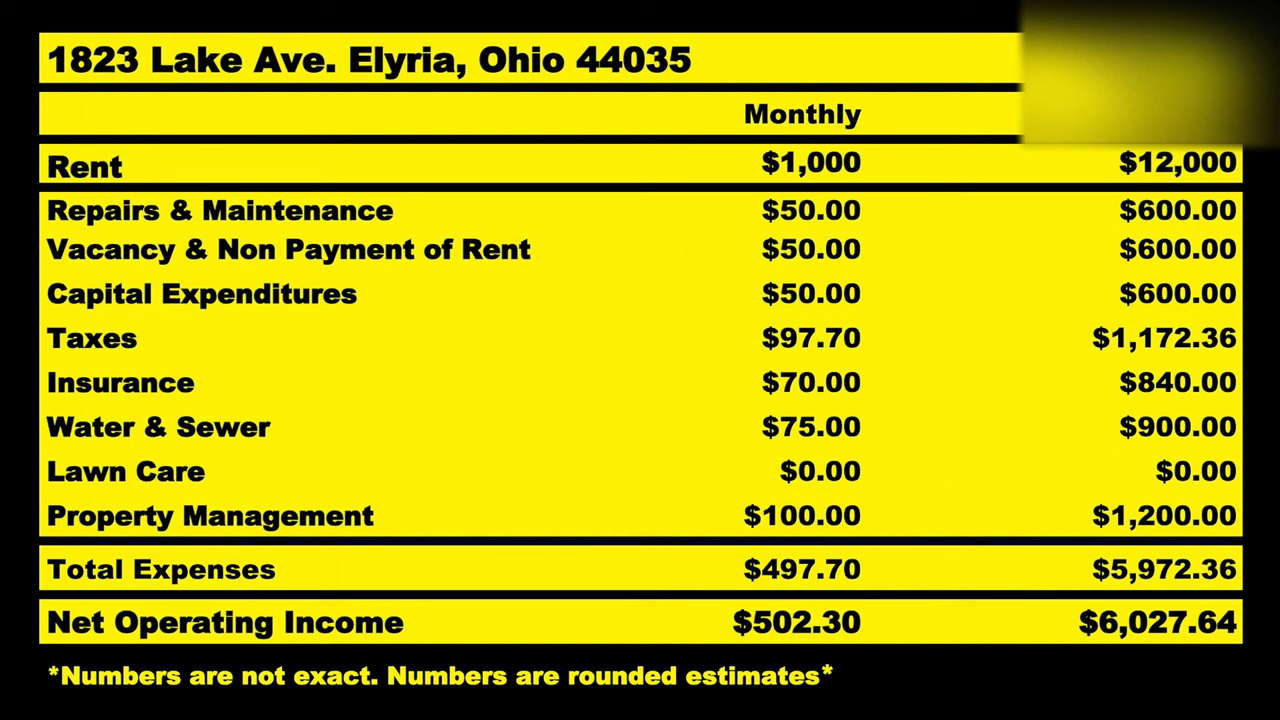 1823 Lake Ave. Elyria, Ohio 44035
Monthly
Rent $1,000 $12,000
Repairs & Maintenance $50.00 $600.00
Vacancy & Non Payment of Rent $50.00 $600.00
Capital Expenditures $50.00 $600.00
Taxes $97.70 $1,172.36
Insurance $70.00 $840.00
Water & Sewer $75.00 $900.00
Lawn Care $0.00 $0.00
Property Management $100.00 $1,200.00
Total Expenses $497.70 $5,972.36
Net Operating Income $502.30 $6,027.64
*Numbers are not exact. Numbers are rounded estimates*